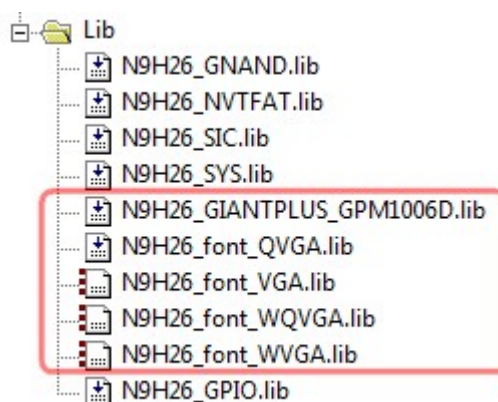 Lib
N9H26_GNAND.lib
N9H26_NVTFAT.lib
N9H26_SIC.lib
N9H26_SYS.lib
N9H26_GIANTPLUS_GPM1006D.lib
N9H26_font_QVGA.lib
N9H26_font_VGA.lib
N9H26_font_WQVGA.lib
N9H26_font_WVGA.lib
N9H26_GPIO.lib